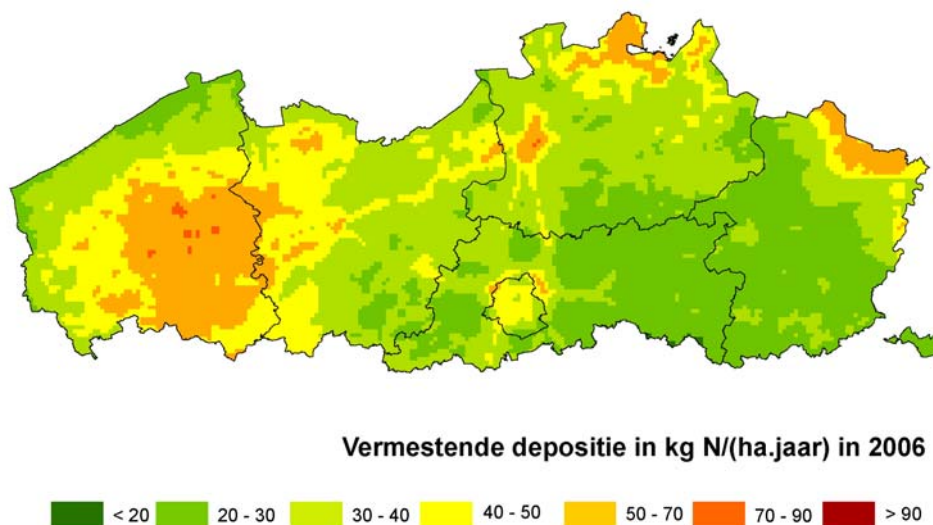 Vermestende depositie in kg N/(ha.jaar) in 2006
< 20 20 - 30 30 - 40 40 - 50 50 - 70 70 - 90 > 90